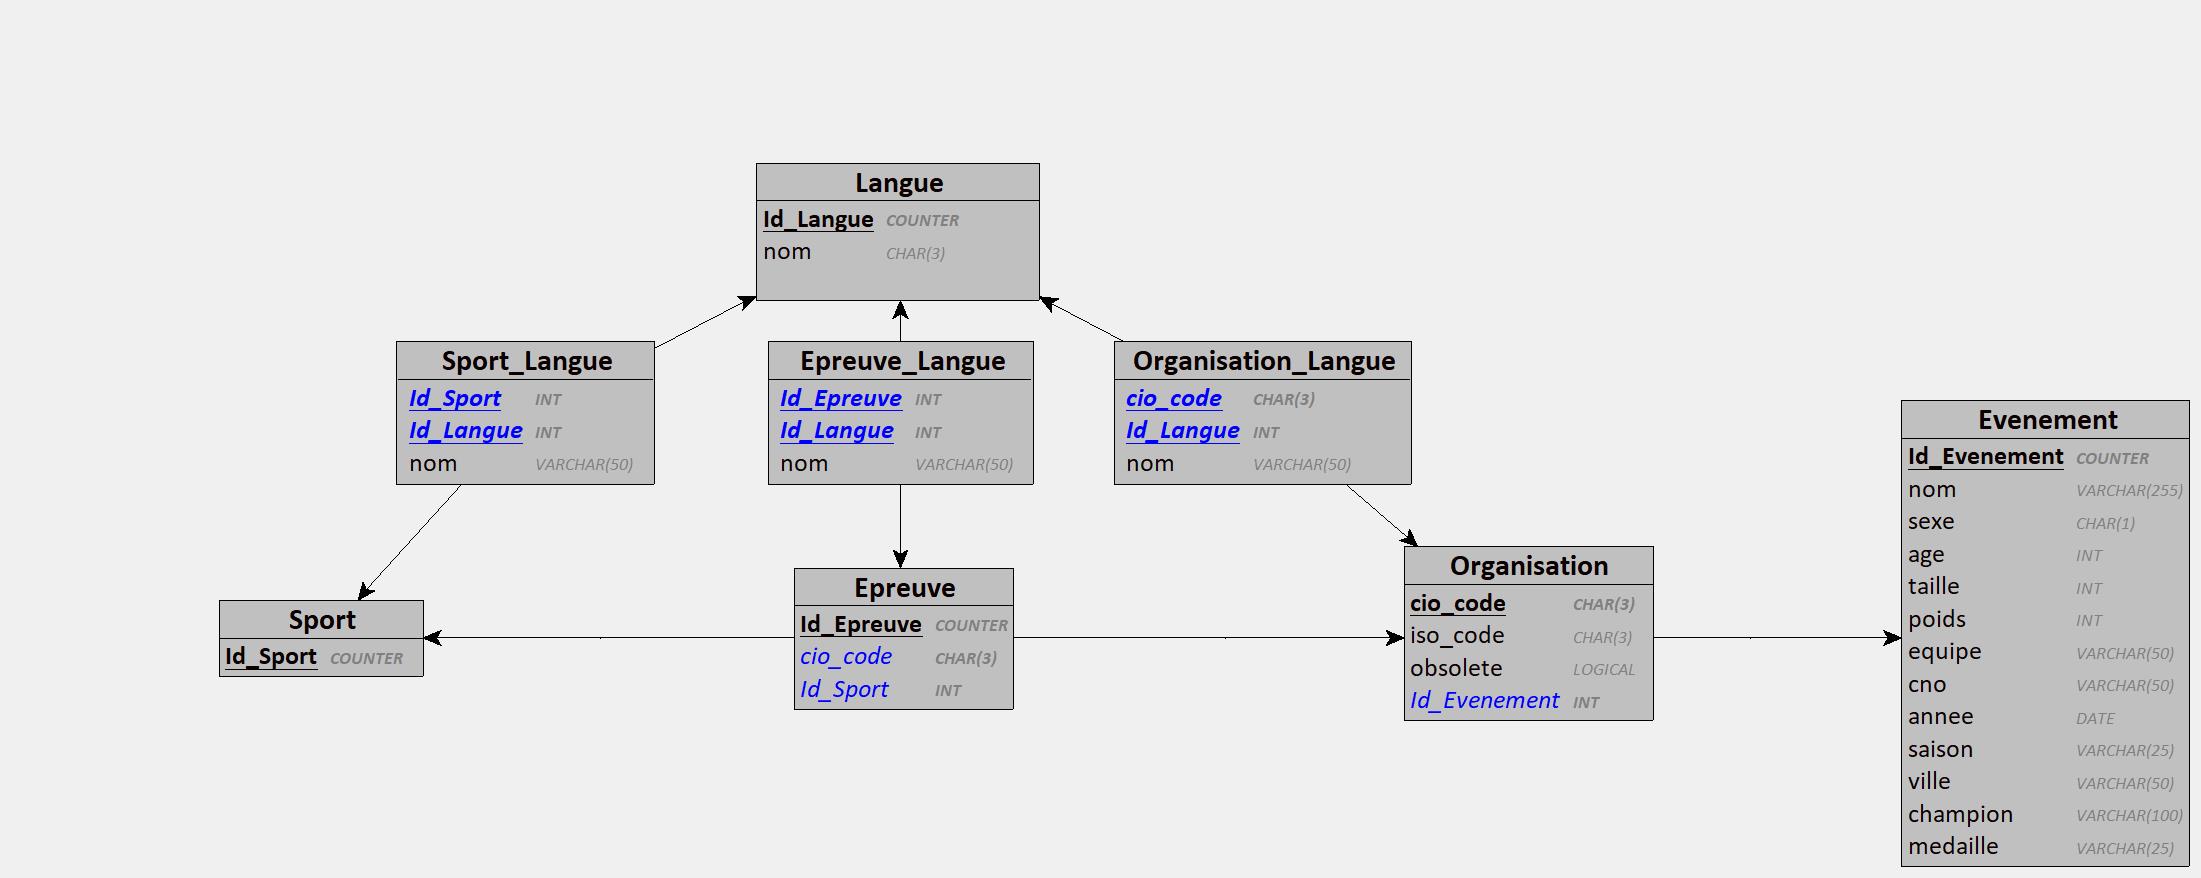 Langue
Id_Langue COUNTER
nom CHAR(3)
Sport_Langue
Id_Sport INT
Id_Langue INT
nom VARCHAR(50)
Epreuve_Langue
Id_Epreuve INT
Id_Langue INT
nom VARCHAR(50)
Organisation_Langue
cio_code CHAR(3)
Id_Langue INT
nom VARCHAR(50)
Sport
Id_Sport COUNTER
Epreuve
Id_Epreuve COUNTER
cio_code CHAR(3)
Id_Sport INT
Organisation
cio_code CHAR(3)
iso_code CHAR(3)
obsolete LOGICAL
Id_Evenement INT
Evenement
Id_Evenement COUNTER
nom VARCHAR(255)
sexe CHAR(1)
age INT
taille INT
poids INT
equipe VARCHAR(50)
cno VARCHAR(50)
annee DATE
saison VARCHAR(25)
ville VARCHAR(50)
champion VARCHAR(100)
medaille VARCHAR(25)